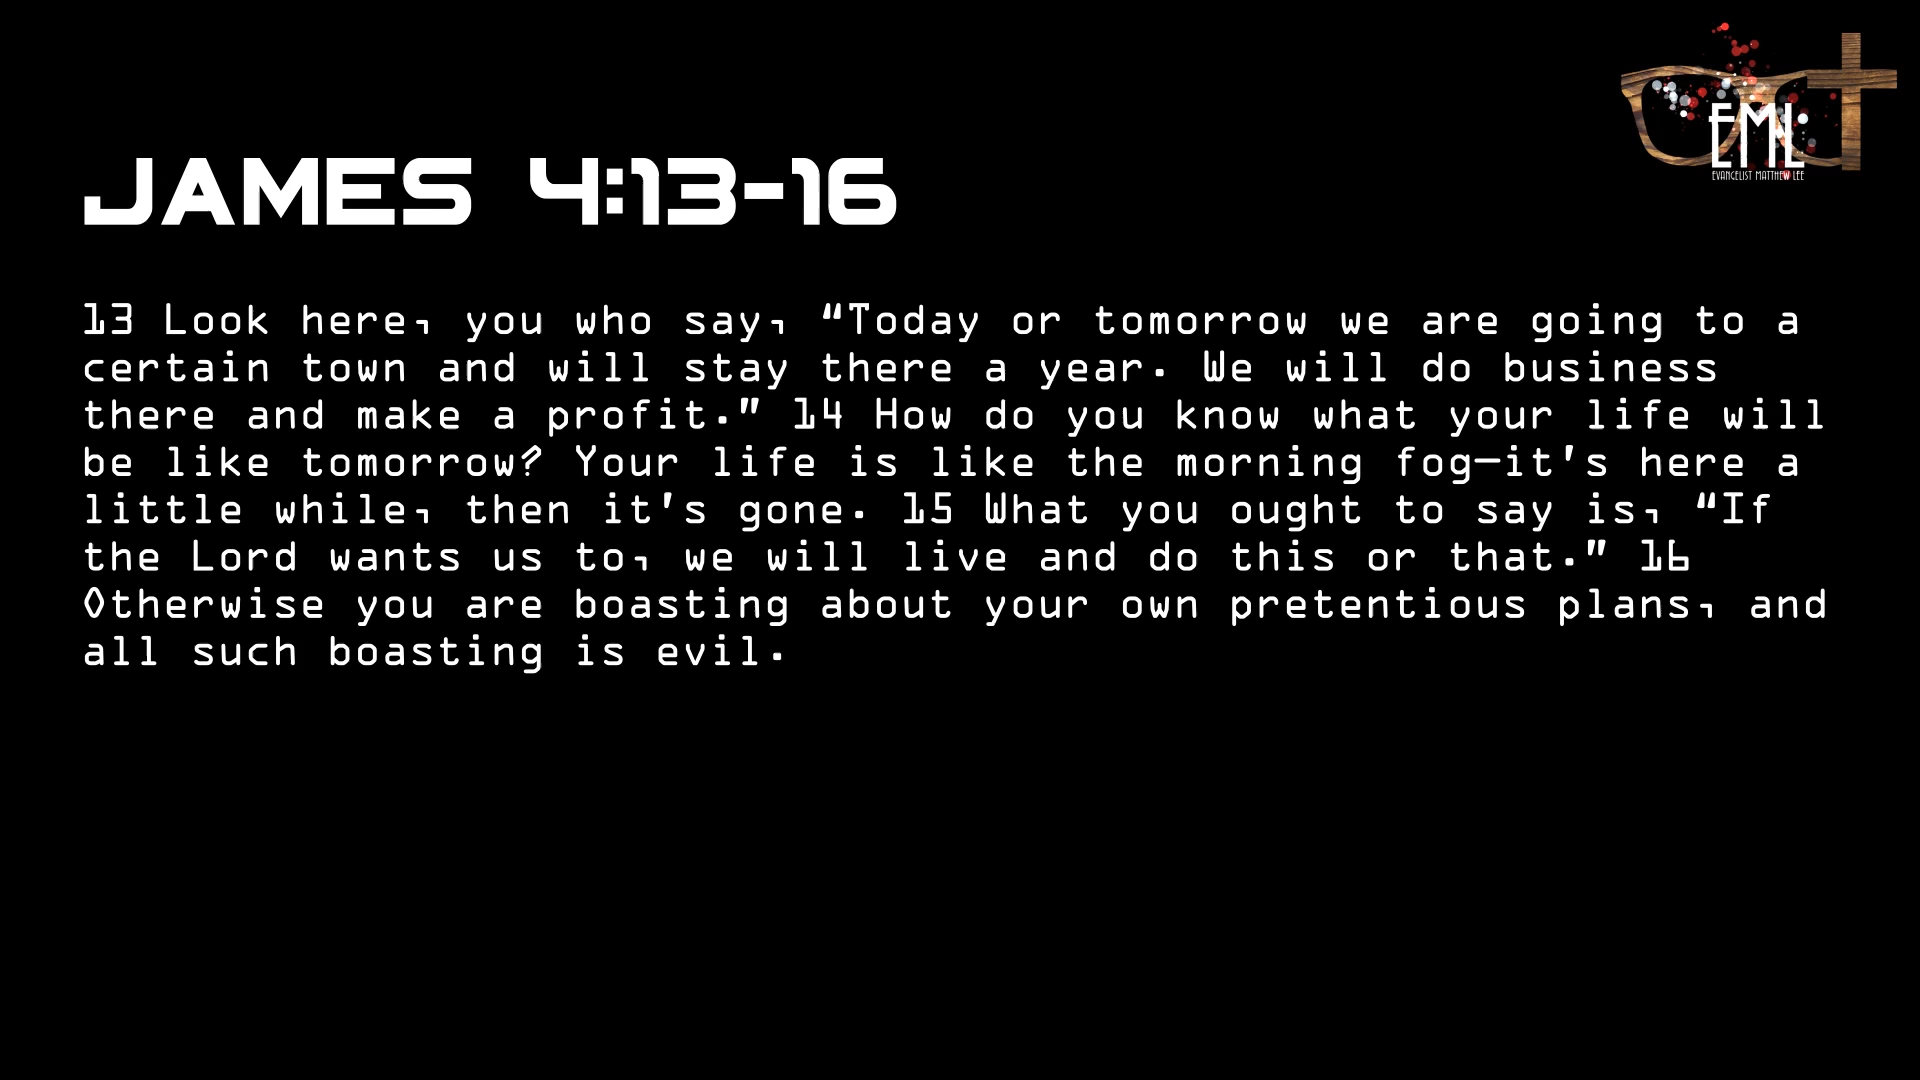 EML
EVANGELIST MATTHEW LEE
JAMES 4:13-16
13 Look here, you who say, “Today or tomorrow we are going to a
certain town and will stay there a year. We will do business
there and make a profit.” 14 How do you know what your life will
be like tomorrow? Your life is like the morning fog—it’s here a
little while, then it’s gone. 15 What you ought to say is, “If
the Lord wants us to, we will live and do this or that.” 16
Otherwise you are boasting about your own pretentious plans, and
all such boasting is evil.